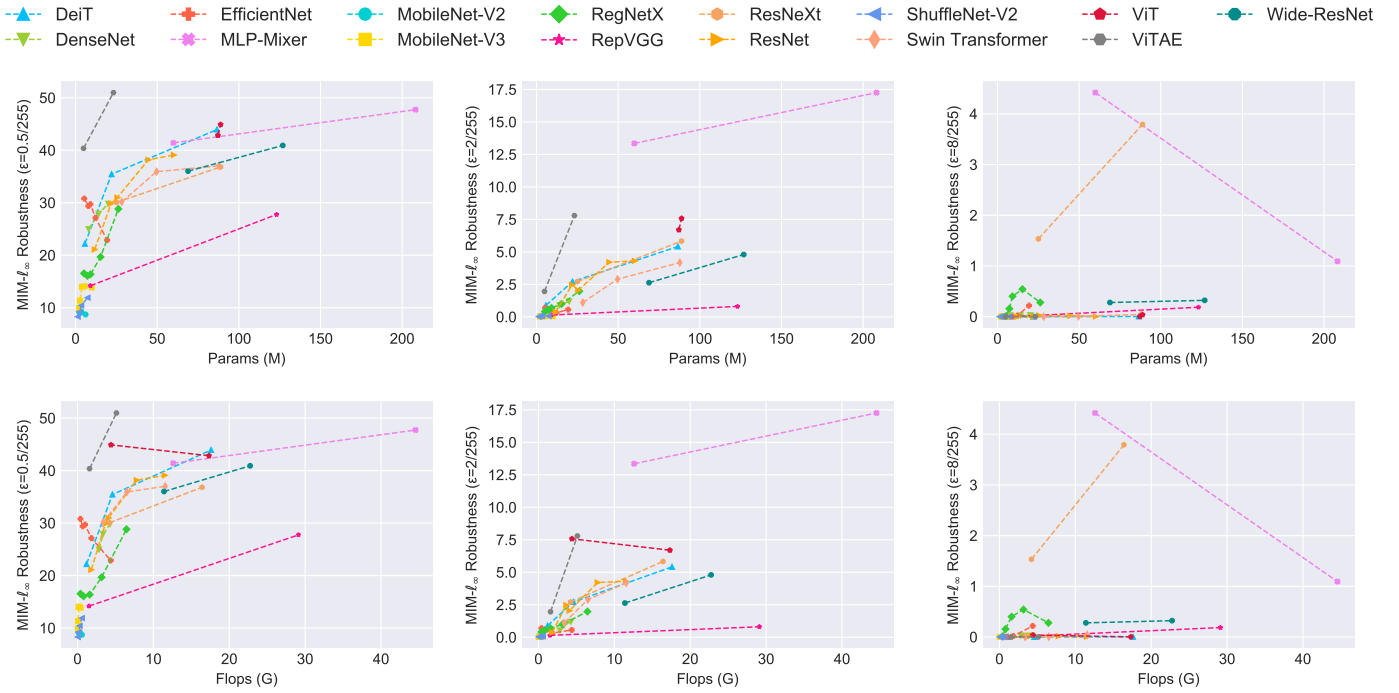 DeiT EfficientNet MobileNet-V2 RegNetX ResNeXt ShuffleNet-V2 ViT Wide-ResNet
DenseNet MLP-Mixer MobileNet-V3 RepVGG ResNet Swin Transformer ViTAE
MIM-ℓ∞ Robustness (ε=0.5/255)
50
40
30
20
10
0 50 100 150 200
Params (M)
MIM-ℓ∞ Robustness (ε=2/255)
17.5
15.0
12.5
10.0
7.5
5.0
2.5
0.0
0 50 100 150 200
Params (M)
MIM-ℓ∞ Robustness (ε=8/255)
4
3
2
1
0
0 50 100 150 200
Params (M)
MIM-ℓ∞ Robustness (ε=0.5/255)
50
40
30
20
10
0 10 20 30 40
Flops (G)
MIM-ℓ∞ Robustness (ε=2/255)
17.5
15.0
12.5
10.0
7.5
5.0
2.5
0.0
0 10 20 30 40
Flops (G)
MIM-ℓ∞ Robustness (ε=8/255)
4
3
2
1
0
0 10 20 30 40
Flops (G)